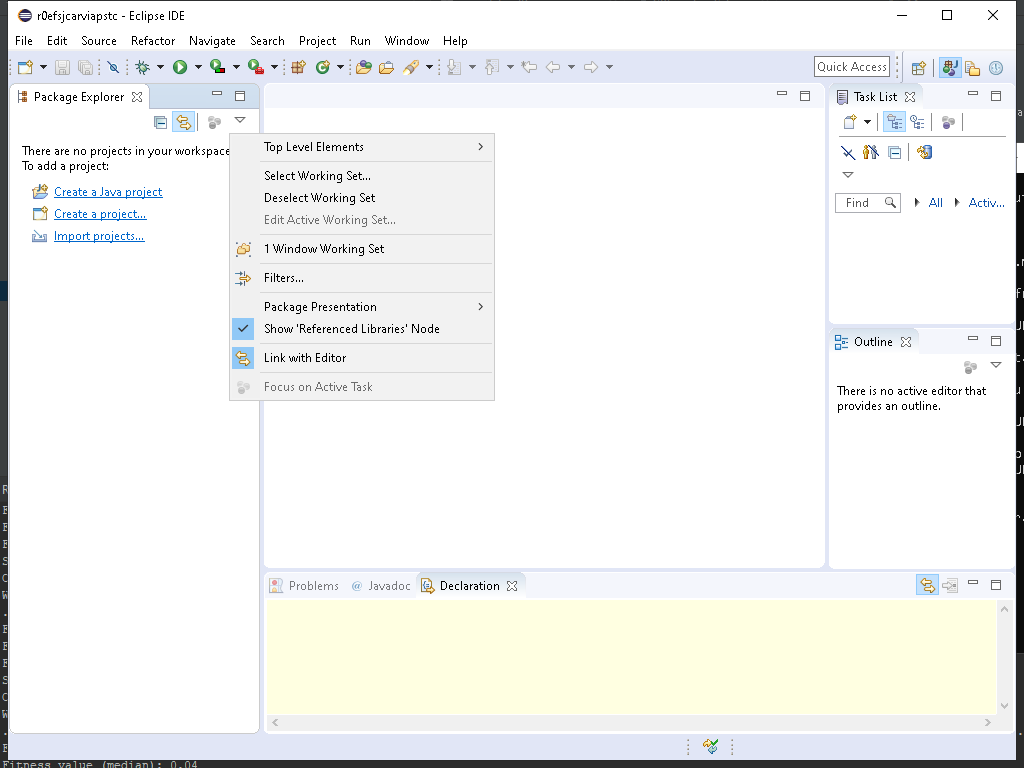 r0efsjcarviapstc - Eclipse IDE
File Edit Source Refactor Navigate Search Project Run Window Help
Quick Access
Package Explorer
There are no projects in your workspace
To add a project:
Create a Java project
Create a project...
Import projects...
Top Level Elements
Select Working Set...
Deselect Working Set
Edit Active Working Set...
1 Window Working Set
Filters...
Package Presentation
Show 'Referenced Libraries' Node
Link with Editor
Focus on Active Task
Task List
Find All Activ...
Outline
There is no active editor that
provides an outline.
Problems @ Javadoc Declaration
Fitness value (median): 0.04